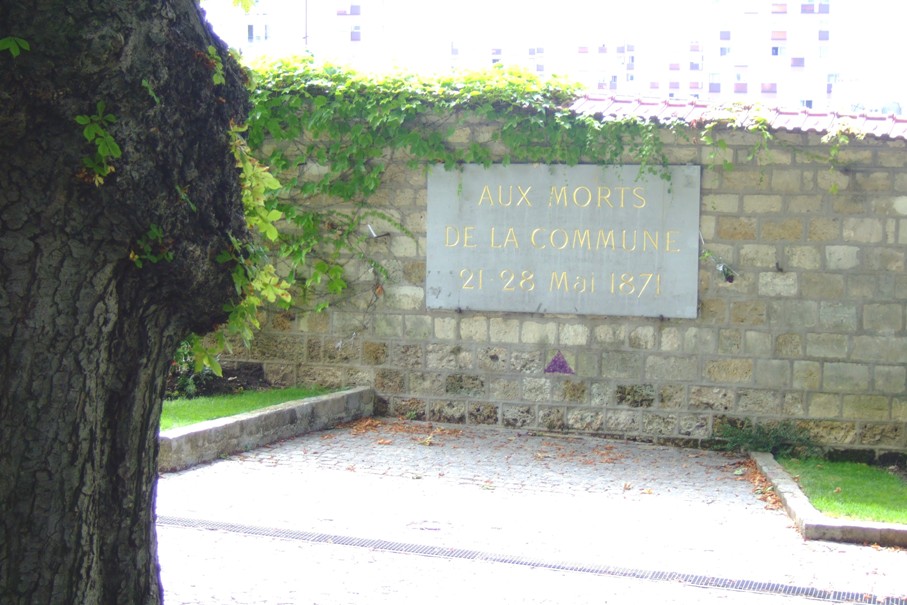 AUX MORTS
DE LA COMMUNE
21-28 Mai 1871